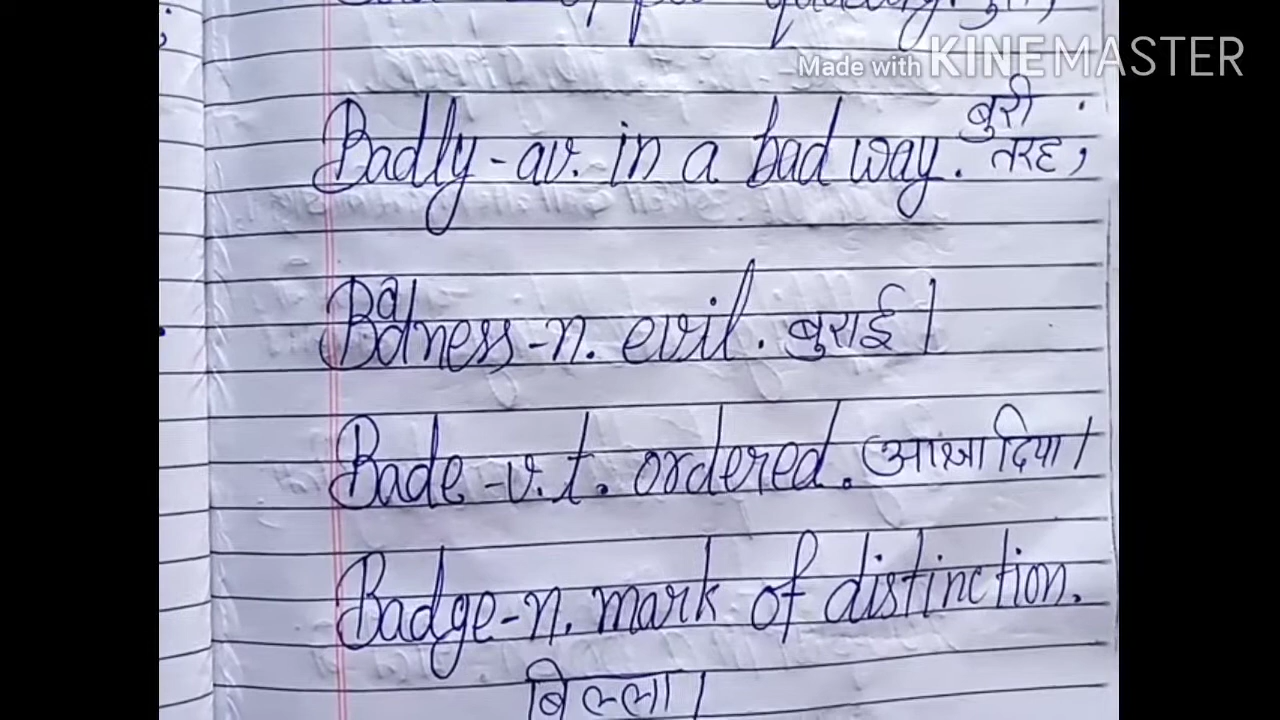 Made with KINEMASTER
Badly - av. in a bad way. बुरी तरह,
Badness - n. evil. बुराई।
Bade - v.t. ordered. आज्ञा दिया।
Badge - n. mark of distinction.
बिल्ला।